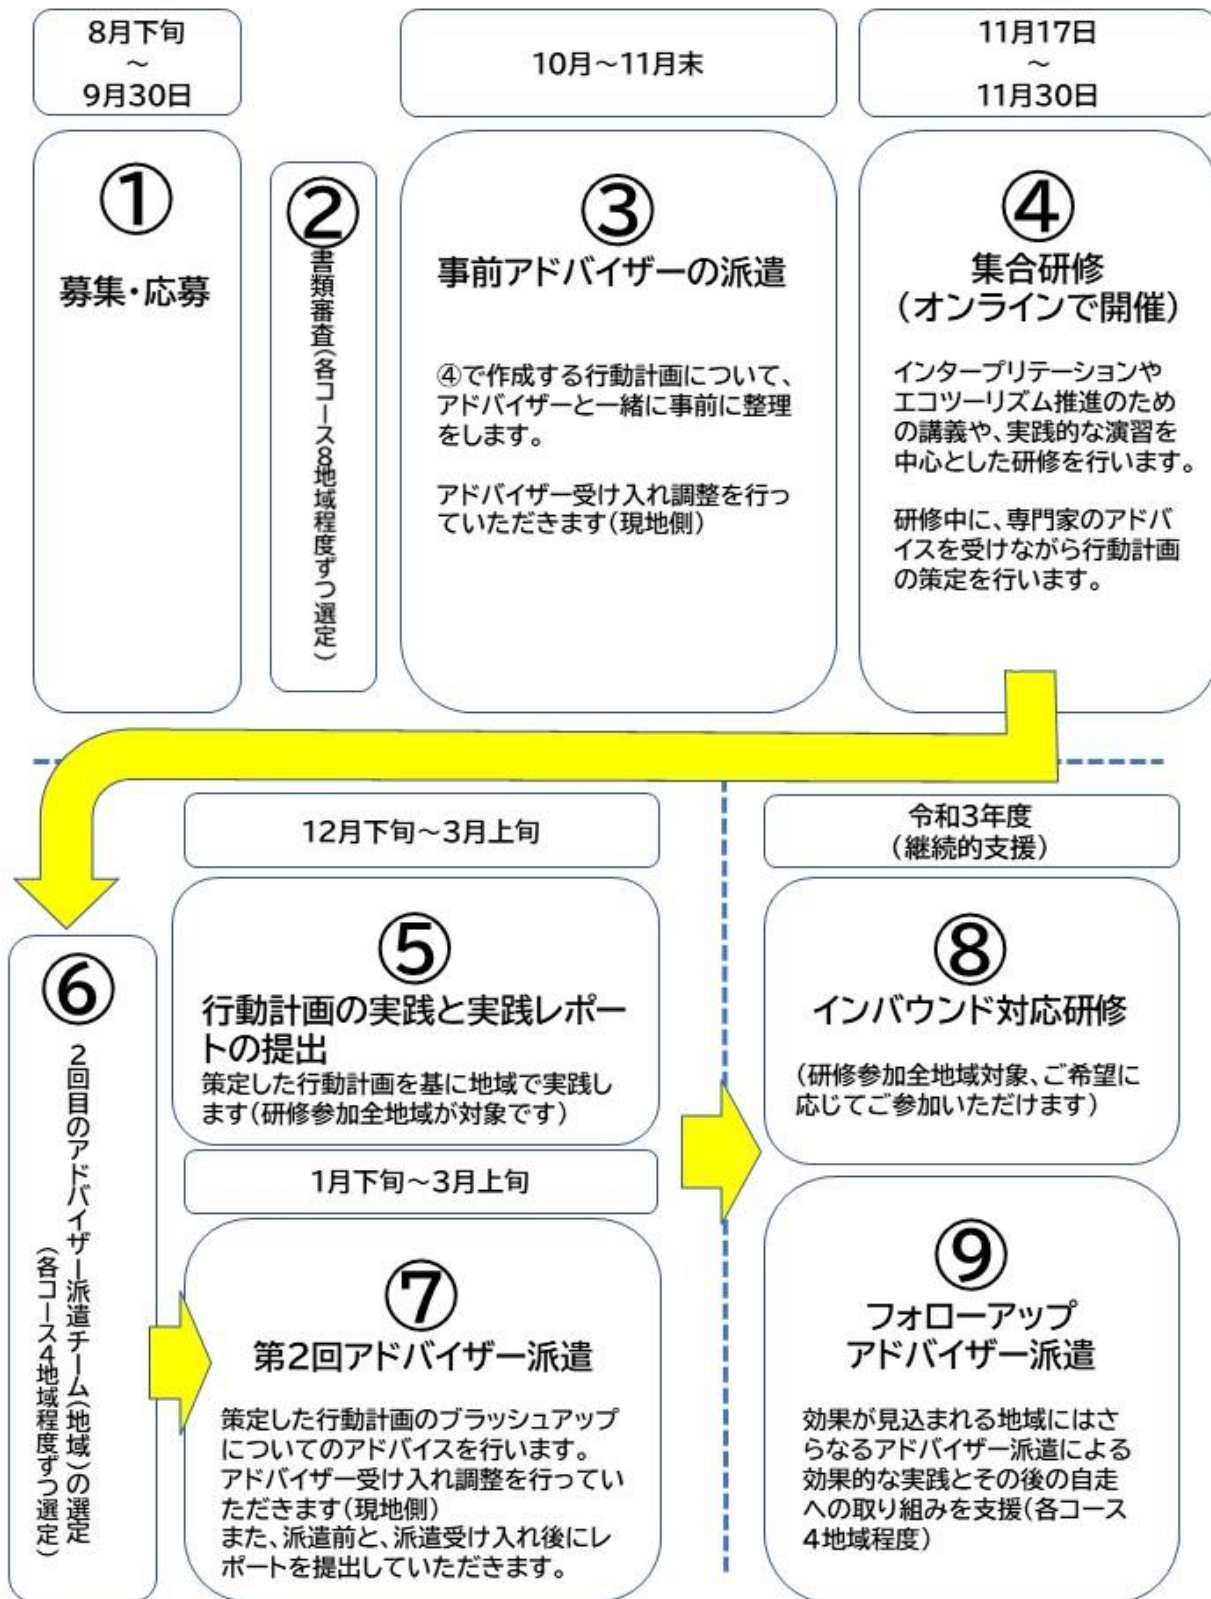 8月下旬
～
9月30日
10月～11月末
11月17日
～
11月30日
①
募集・応募
②
書類審査(各コース8地域程度ずつ選定)
③
事前アドバイザーの派遣
④で作成する行動計画について、
アドバイザーと一緒に事前に整理
をします。
アドバイザー受け入れ調整を行っ
ていただきます(現地側)
④
集合研修
(オンラインで開催)
インタープリテーションや
エコツーリズム推進のため
の講義や、実践的な演習を
中心とした研修を行います。
研修中に、専門家のアドバ
イスを受けながら行動計画
の策定を行います。
12月下旬～3月上旬
⑤
行動計画の実践と実践レポー
トの提出
策定した行動計画を基に地域で実践し
ます(研修参加全地域が対象です)
⑥
2回目のアドバイザー派遣チーム(地域)の選定
(各コース4地域程度ずつ選定)
1月下旬～3月上旬
⑦
第2回アドバイザー派遣
策定した行動計画のブラッシュアップ
についてのアドバイスを行います。
アドバイザー受け入れ調整を行ってい
ただきます(現地側)
また、派遣前と、派遣受け入れ後にレ
ポートを提出していただきます。
令和3年度
(継続的支援)
⑧
インバウンド対応研修
(研修参加全地域対象、ご希望に
応じてご参加いただけます)
⑨
フォローアップ
アドバイザー派遣
効果が見込まれる地域にはさ
らなるアドバイザー派遣による
効果的な実践とその後の自走
への取り組みを支援(各コース
4地域程度)